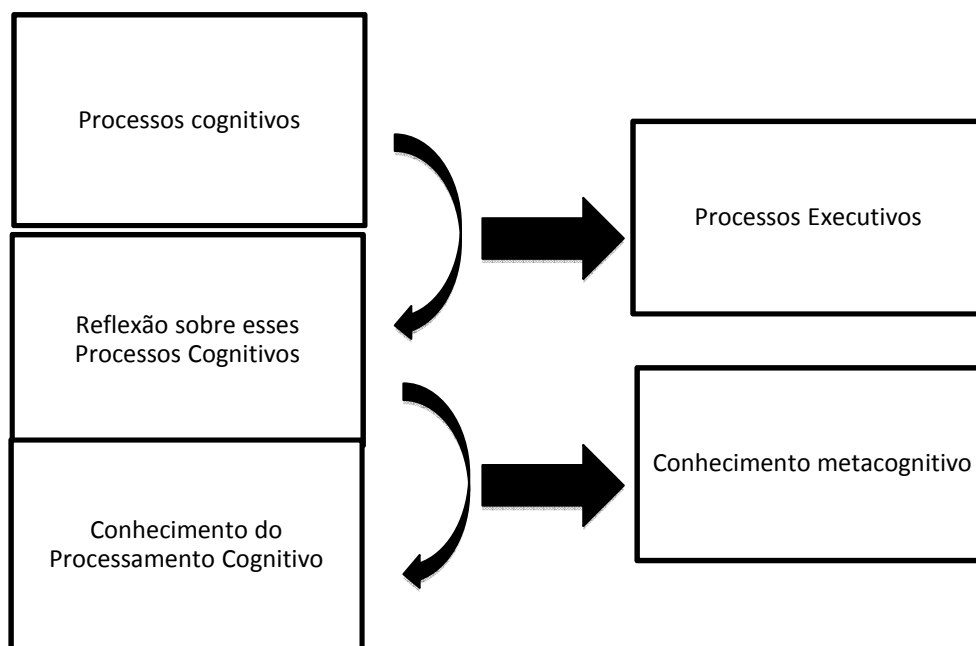 Processos cognitivos
Processos Executivos
Reflexão sobre esses
Processos Cognitivos
Conhecimento metacognitivo
Conhecimento do
Processamento Cognitivo